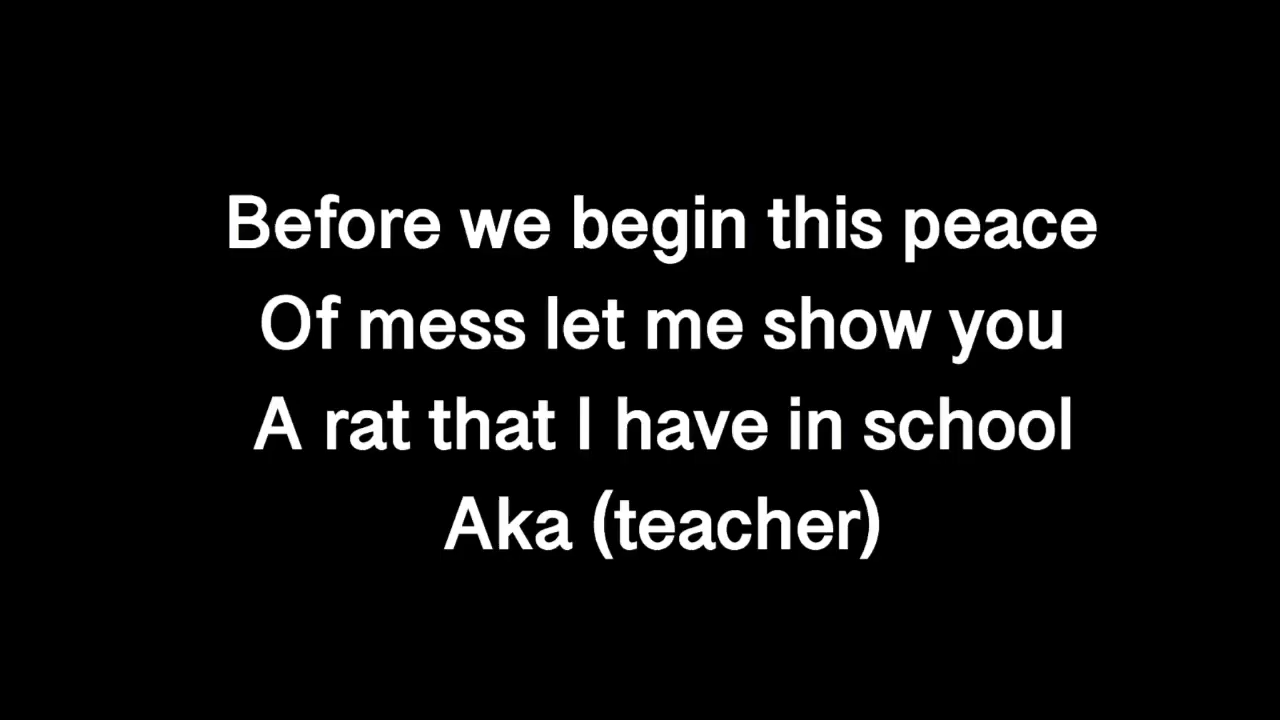 Before we begin this peace
Of mess let me show you
A rat that I have in school
Aka (teacher)